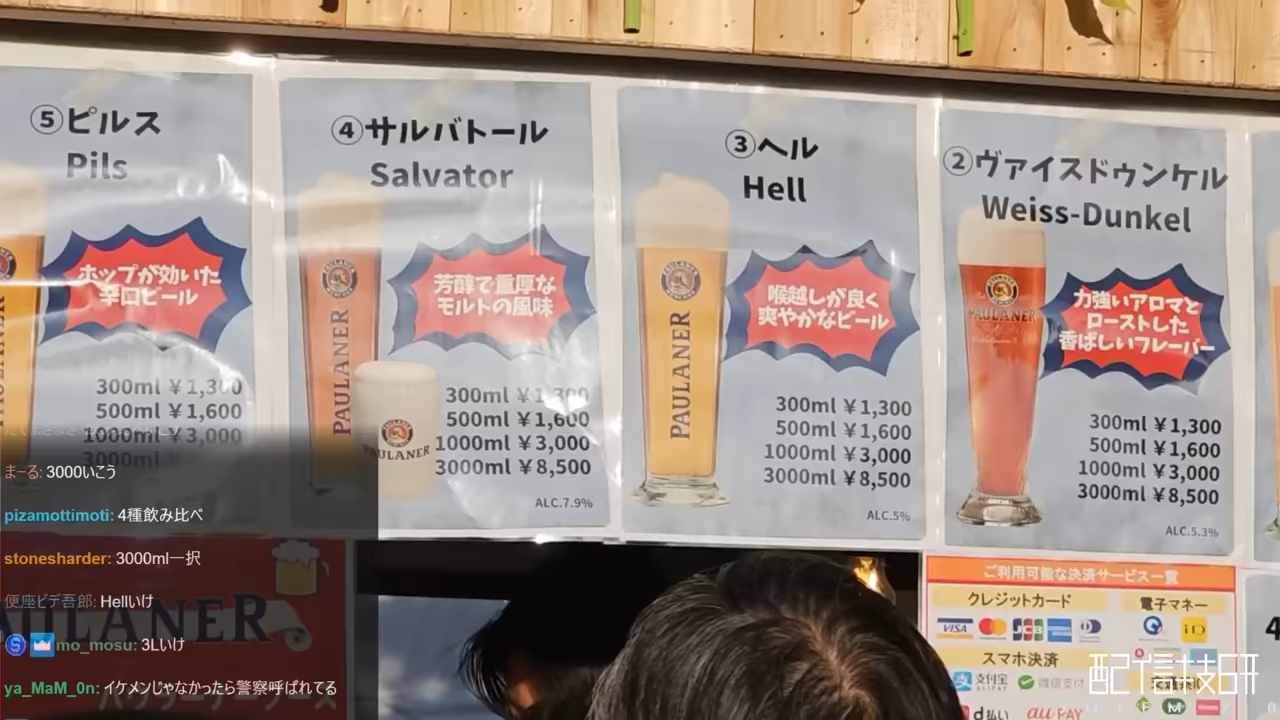 ⑤ピルス
Pils
ホップが効いた
辛口ビール
300ml ¥1,300
500ml ¥1,600
1000ml ¥3,000
④サルバトール
Salvator
芳醇で重厚な
モルトの風味
PAULANER
PAULANER
300ml ¥1,300
500ml ¥1,600
1000ml ¥3,000
3000ml ¥8,500
ALC.7.9%
③ヘル
Hell
喉越しが良く
爽やかなビール
PAULANER
300ml ¥1,300
500ml ¥1,600
1000ml ¥3,000
3000ml ¥8,500
ALC.5%
②ヴァイスドゥンケル
Weiss-Dunkel
力強いアロマと
ローストした
香ばしいフレーバー
PAULANER
300ml ¥1,300
500ml ¥1,600
1000ml ¥3,000
3000ml ¥8,500
ALC.5.3%
まーる: 3000いこう
pizamottimoti: 4種飲み比べ
stonesharder: 3000ml一択
便座ビデ吾郎: Hellいけ
mo_mosu: 3Lいけ
ya_MaM_0n: イケメンじゃなかったら警察呼ばれてる
ご利用可能な決済サービス一覧
クレジットカード
電子マネー
VISA
JCB
iD
スマホ決済
支付宝
ALIPAY
微信支付
d払い
au PAY
配信技研